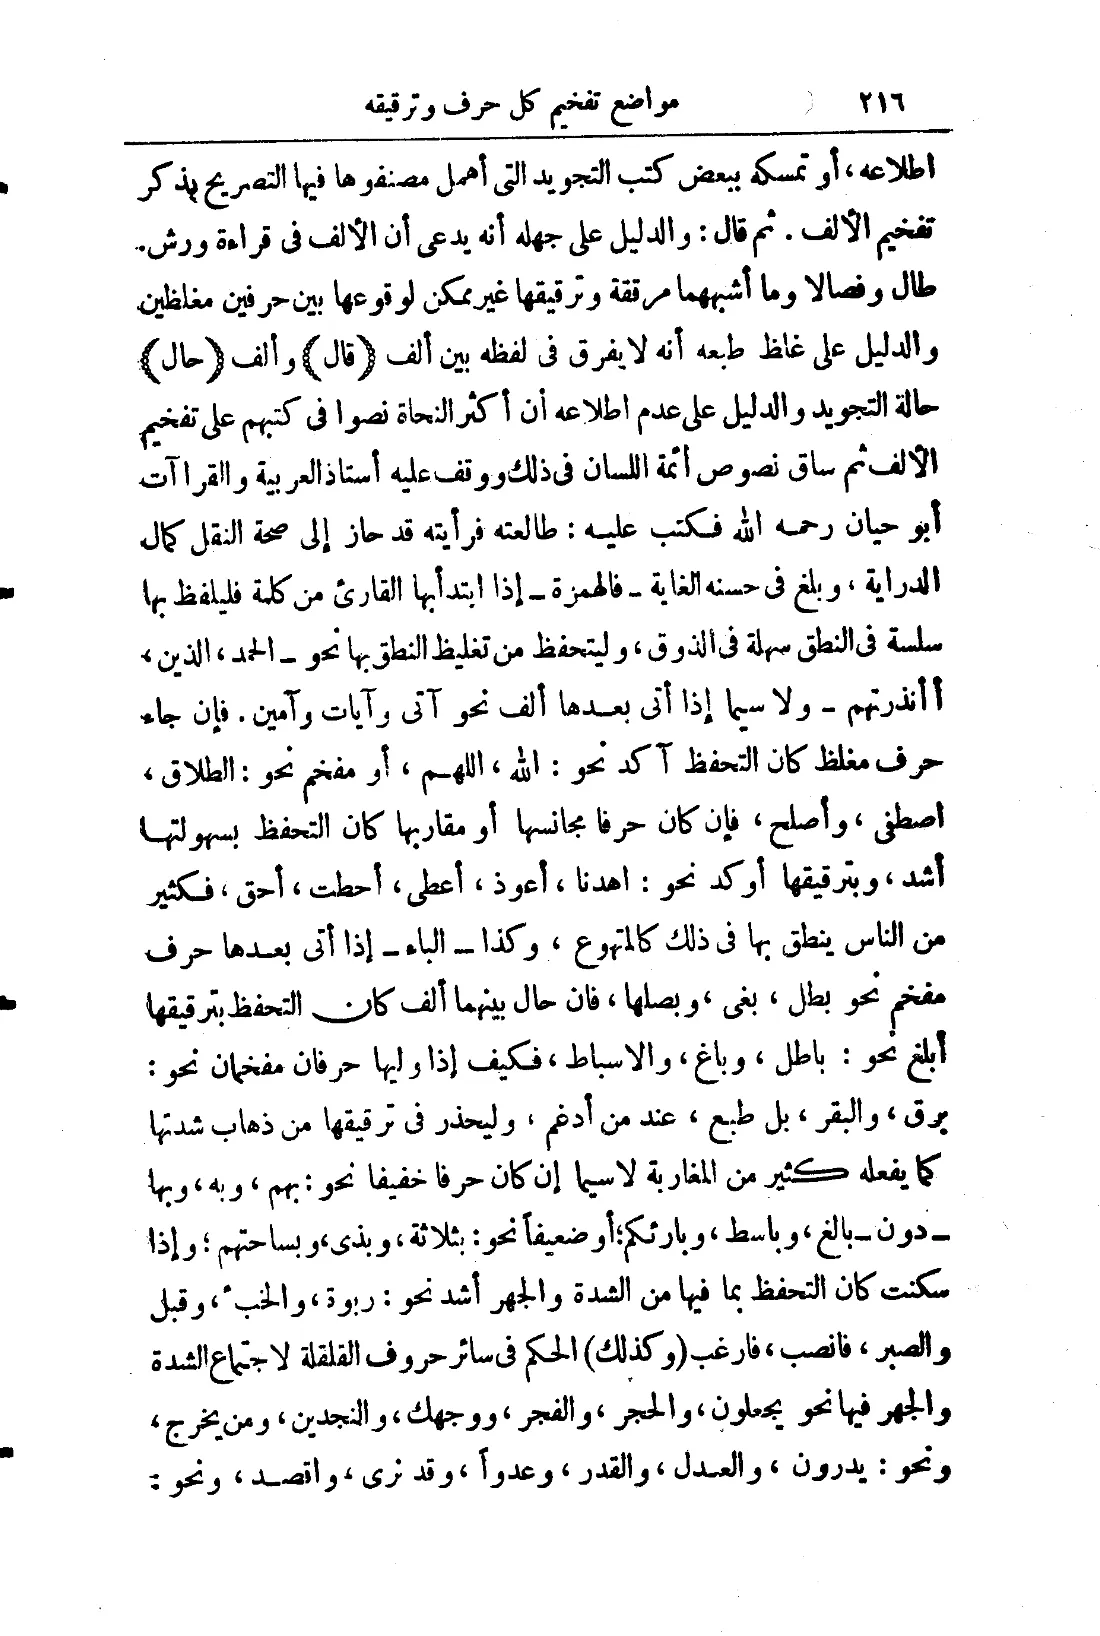 ٢١٦ مواضع تفخيم كل حرف وترقيقه
اطلاعه، أو تمسكه ببعض كتب التجويد التى أهمل مصنفوها فيها التصريح بذكر
تفخيم الألف . ثم قال : والدليل على جهله أنه يدعى أن الألف فى قراءة ورش
طال وفصالا وما أشبههما مرققة وترقيقها غير ممكن لوقوعها بين حرفين مغلظين
والدليل على غلظ طبعه أنه لا يفرق فى لفظه بين ألف (قال) وألف (حال)
حالة التجويد والدليل على عدم اطلاعه أن أكثر النحاة نصوا فى كتبهم على تفخيم
الألف ثم ساق نصوص أئمة اللسان فى ذلك ووقف عليه أستاذ العربية والقراآت
أبو حيان رحمه الله فكتب عليه : طالعته فرأيته قد حاز إلى صحة النقل كمال
الدراية ، وبلغ فى حسنه الغاية ـ فالهمزة ـ إذا ابتدأ بها القارئ من كلمة فليلفظ بها
سلسة فى النطق سهلة فى الذوق ، وليتحفظ من تغليظ النطق بها نحو ـ الحمد ، الذين ،
أأنذرتهم ـ ولا سيما إذا أتى بعدها ألف نحو آتى وآيات وآمين . فإن جاء
حرف مغلظ كان التحفظ آكد نحو : الله ، اللهم ، أو مفخم نحو : الطلاق ،
اصطفى ، وأصلح ، فإن كان حرفا مجانسها أو مقاربها كان التحفظ بسهولتها
أشد ، وبترقيقها أوكد نحو : اهدنا ، أعوذ ، أعطى ، أحطت ، أحق ، فكثير
من الناس ينطق بها فى ذلك كالمتهوع ، وكذا ـ الباء ـ إذا أتى بعدها حرف
مفخم نحو بطل ، بغى ، وبصلها ، فان حال بينهما ألف كان التحفظ بترقيقها
أبلغ نحو : باطل ، وباغ ، والاسباط ، فكيف إذا وليها حرفان مفخمان نحو :
برق ، والبقر ، بل طبع ، عند من أدغم ، وليحذر فى ترقيقها من ذهاب شدتها
كما يفعله كثير من المغاربة لا سيما إن كان حرفا خفيفا نحو : بهم ، وبه ، وبها
ـ دون ـ بالغ ، وباسط ، وبارئكم ؛ أو ضعيفاً نحو : بثلاثة ، وبذى ، وبساحتهم ؛ وإذا
سكنت كان التحفظ بما فيها من الشدة والجهر أشد نحو : ربوة ، والخبء ، وقبل
والصبر ، فانصب ، فارغب (وكذلك) الحكم فى سائر حروف القلقلة لاجتماع الشدة
والجهر فيها نحو يجعلون ، والحجر ، والفجر ، ووجهك ، والنجدين ، ومن يخرج ،
ونحو : يدرون ، والعدل ، والقدر ، وعدواً ، وقد نرى ، واقصد ، ونحو :